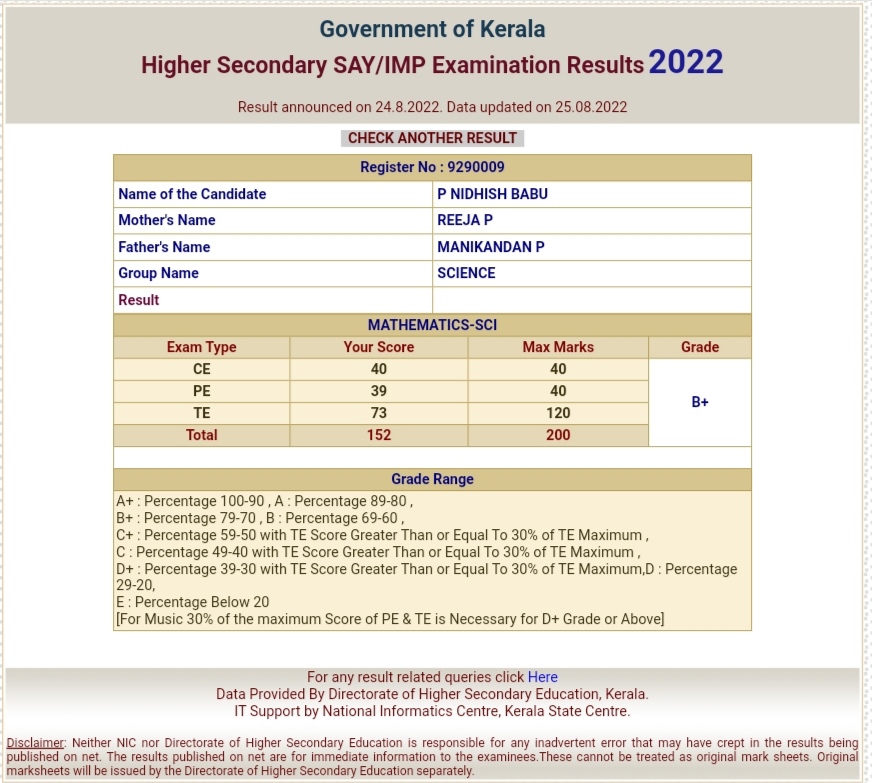 Government of Kerala
Higher Secondary SAY/IMP Examination Results 2022
Result announced on 24.8.2022. Data updated on 25.08.2022
CHECK ANOTHER RESULT
Register No : 9290009
Name of the Candidate P NIDHISH BABU
Mother's Name REEJA P
Father's Name MANIKANDAN P
Group Name SCIENCE
Result
MATHEMATICS-SCI
Exam Type Your Score Max Marks Grade
CE 40 40
PE 39 40
B+
TE 73 120
Total 152 200
Grade Range
A+ : Percentage 100-90 , A : Percentage 89-80 ,
B+ : Percentage 79-70 , B : Percentage 69-60 ,
C+ : Percentage 59-50 with TE Score Greater Than or Equal To 30% of TE Maximum ,
C : Percentage 49-40 with TE Score Greater Than or Equal To 30% of TE Maximum ,
D+ : Percentage 39-30 with TE Score Greater Than or Equal To 30% of TE Maximum,D : Percentage
29-20,
E : Percentage Below 20
[For Music 30% of the maximum Score of PE & TE is Necessary for D+ Grade or Above]
For any result related queries click Here
Data Provided By Directorate of Higher Secondary Education, Kerala.
IT Support by National Informatics Centre, Kerala State Centre.
Disclaimer: Neither NIC nor Directorate of Higher Secondary Education is responsible for any inadvertent error that may have crept in the results being
published on net. The results published on net are for immediate information to the examinees.These cannot be treated as original mark sheets. Original
marksheets will be issued by the Directorate of Higher Secondary Education separately.